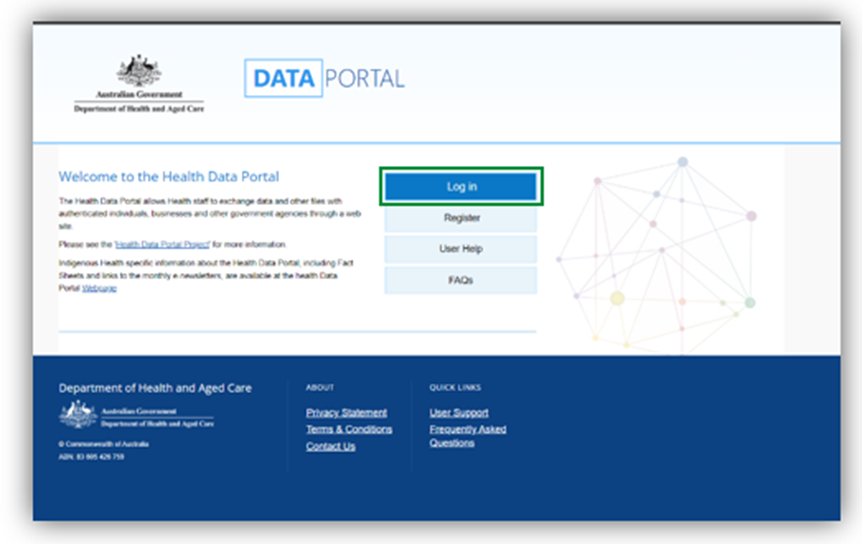 Australian Government
Department of Health and Aged Care
DATA PORTAL
Welcome to the Health Data Portal
The Health Data Portal allows Health staff to exchange data and other files with
authenticated individuals, businesses and other government agencies through a web
site.
Please see the 'Health Data Portal Project' for more information
Indigenous Health specific information about the Health Data Portal, including Fact
Sheets and links to the monthly e-newsletters, are available at the health Data
Portal Webpage
Log in
Register
User Help
FAQs
Department of Health and Aged Care
Australian Government
Department of Health and Aged Care
© Commonwealth of Australia
ABN: 83 605 426 759
ABOUT
Privacy Statement
Terms & Conditions
Contact Us
QUICK LINKS
User Support
Frequently Asked
Questions